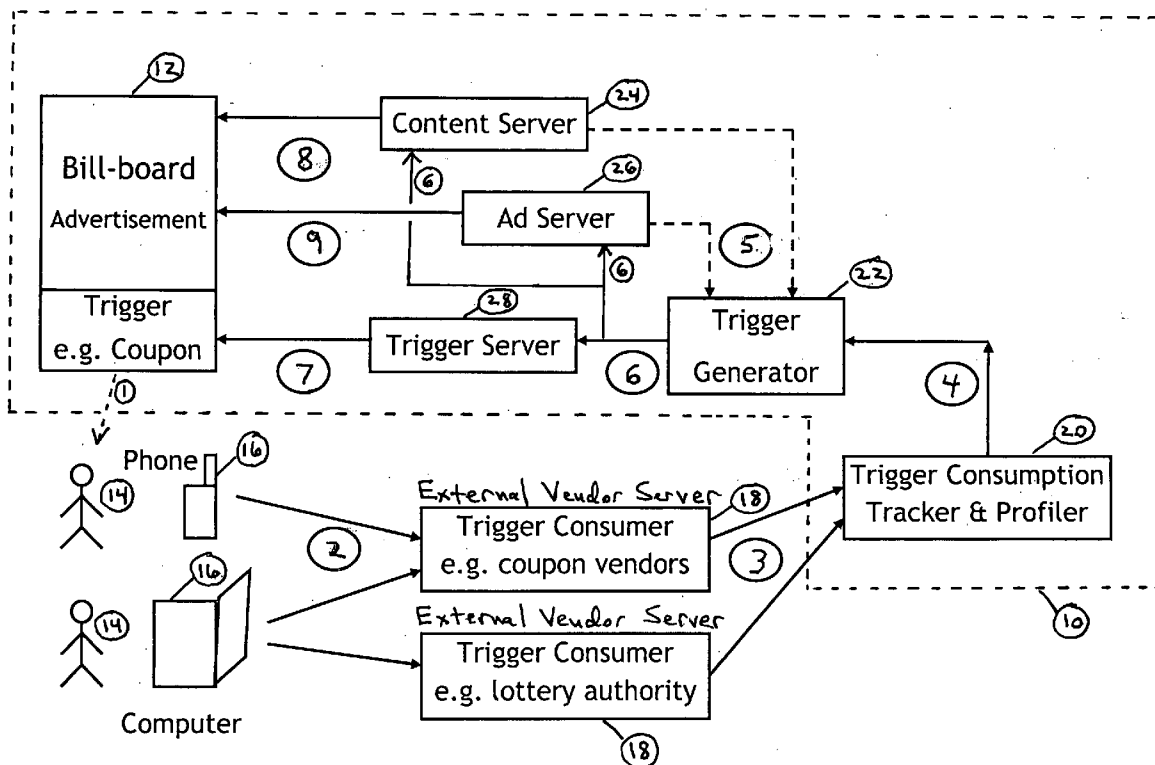 12
24
Content Server
8
Bill-board
Advertisement
6
26
Ad Server
9
5
6
22
Trigger
e.g. Coupon
28
Trigger Server
7
6
Trigger
Generator
4
1
20
Trigger Consumption
Tracker & Profiler
Phone
16
14
External Vendor Server
18
Trigger Consumer
e.g. coupon vendors
2
3
16
14
Computer
External Vendor Server
Trigger Consumer
e.g. lottery authority
18
10